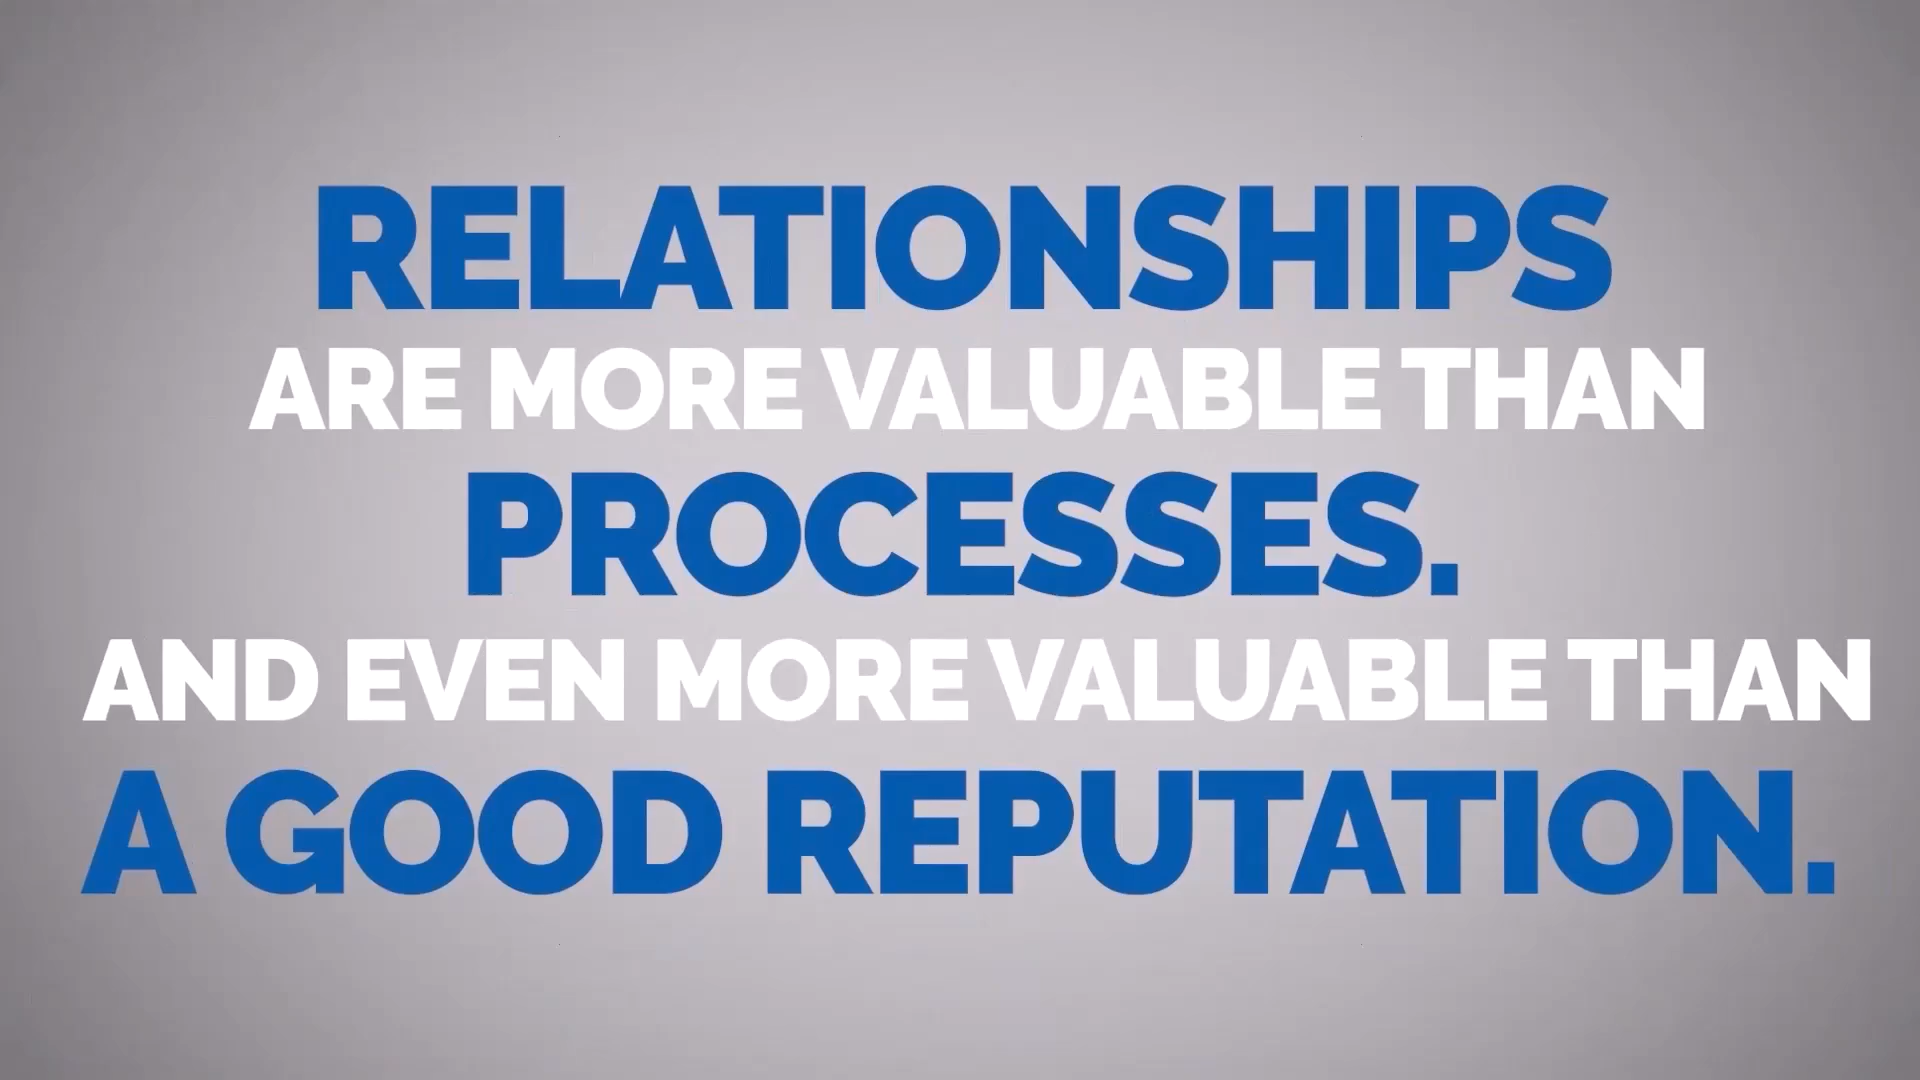 RELATIONSHIPS
ARE MORE VALUABLE THAN
PROCESSES.
AND EVEN MORE VALUABLE THAN
A GOOD REPUTATION.